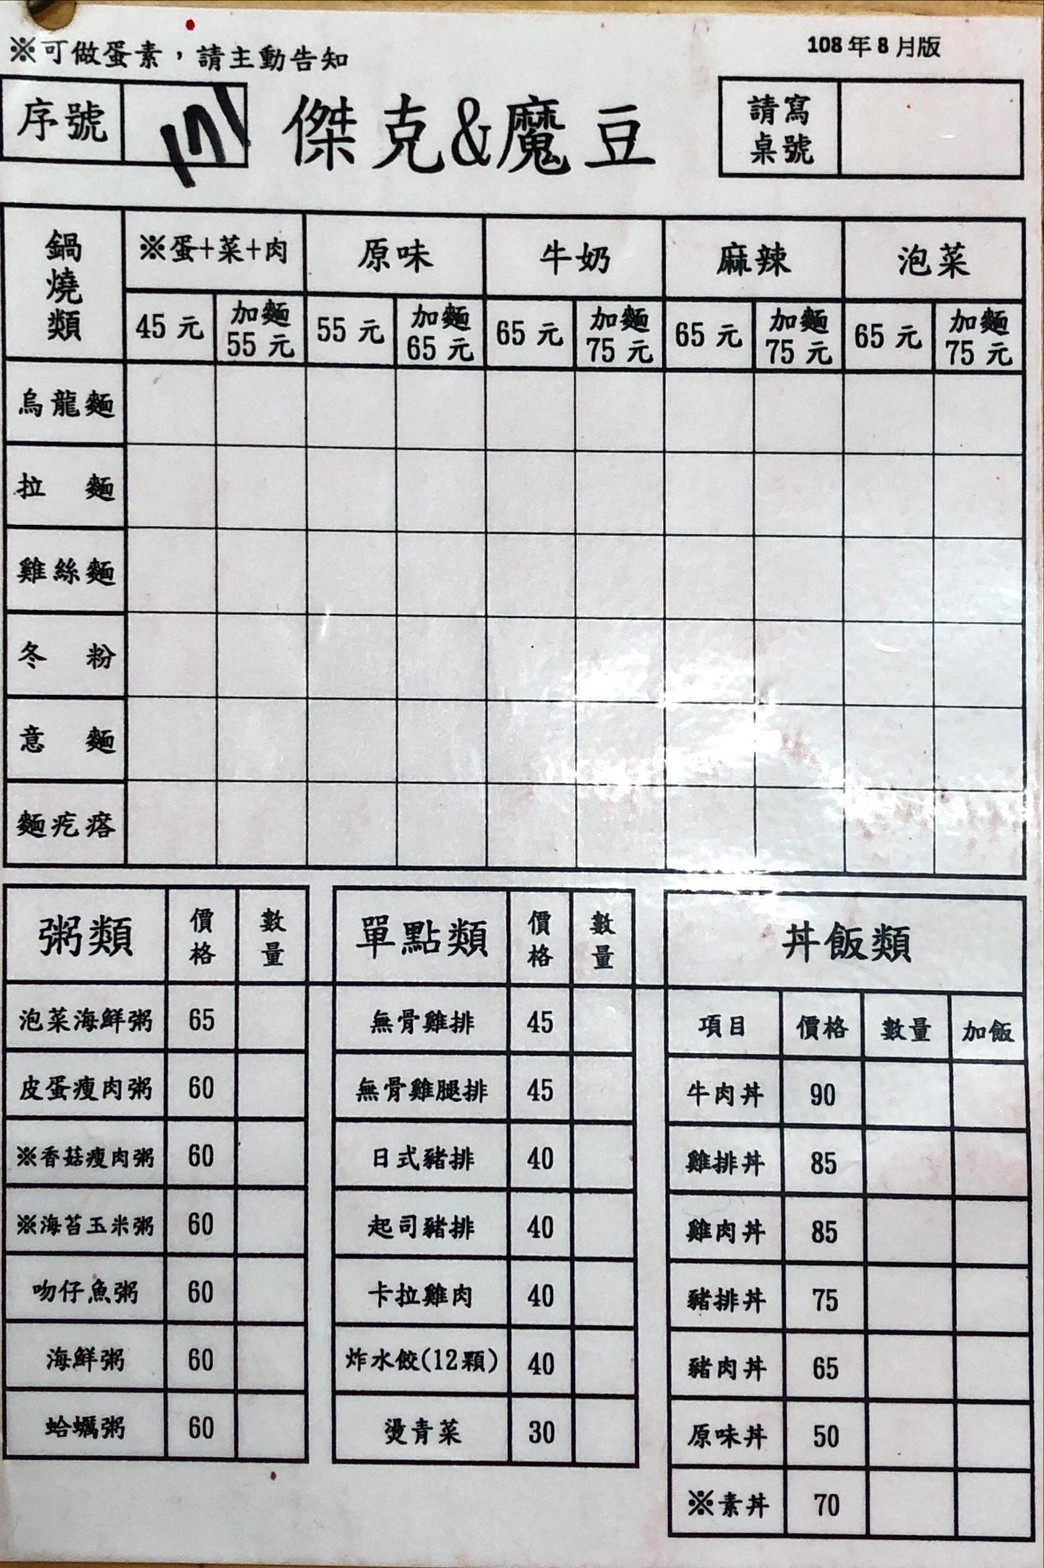 ※可做蛋素，請主動告知
108年8月版
序號
傑克&魔豆
請寫桌號
鍋燒類 ※蛋+菜+肉 原味 牛奶 麻辣 泡菜
45元 加麵55元 55元 加麵65元 65元 加麵75元 65元 加麵75元 65元 加麵75元
烏龍麵
拉麵
雞絲麵
冬粉
意麵
麵疙瘩
粥類 價格 數量
泡菜海鮮粥 65
皮蛋瘦肉粥 60
※香菇瘦肉粥 60
※海苔玉米粥 60
吻仔魚粥 60
海鮮粥 60
蛤蠣粥 60
單點類 價格 數量
無骨雞排 45
無骨雞腿排 45
日式豬排 40
起司豬排 40
卡拉雞肉 40
炸水餃(12顆) 40
燙青菜 30
丼飯類
項目 價格 數量 加飯
牛肉丼 90
雞排丼 85
雞肉丼 85
豬排丼 75
豬肉丼 65
原味丼 50
※素丼 70